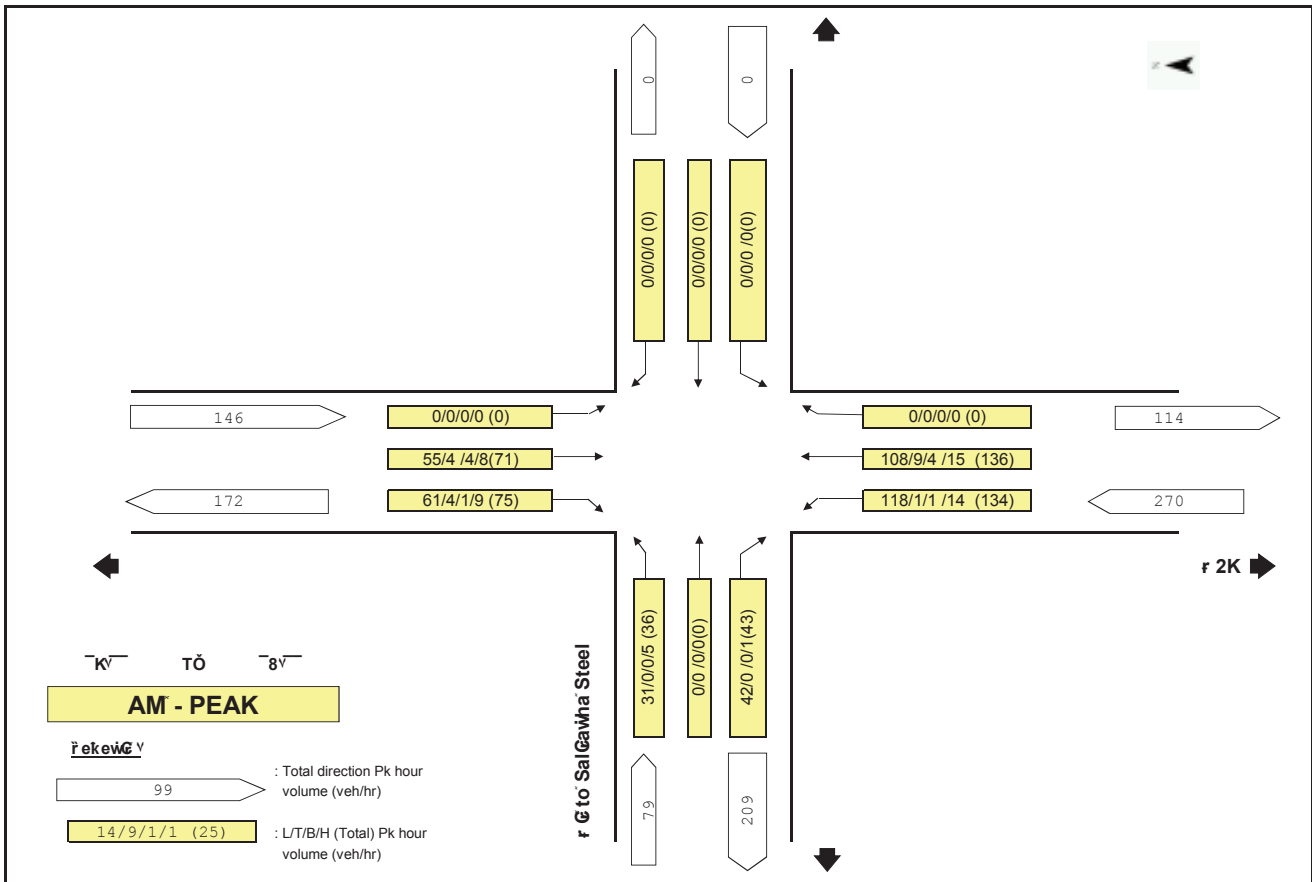 0
0
0/0/0/0 (0)
0/0/0/0 (0)
0/0/0 /0(0)
146
0/0/0/0 (0)
0/0/0/0 (0)
114
55/4 /4/8(71)
108/9/4 /15 (136)
172
61/4/1/9 (75)
118/1/1 /14 (134)
270
2K
31/0/0/5 (36)
0/0 /0/0(0)
42/0 /0/1(43)
Steel
AM - PEAK
99
: Total direction Pk hour
volume (veh/hr)
14/9/1/1 (25)
: L/T/B/H (Total) Pk hour
volume (veh/hr)
79
209